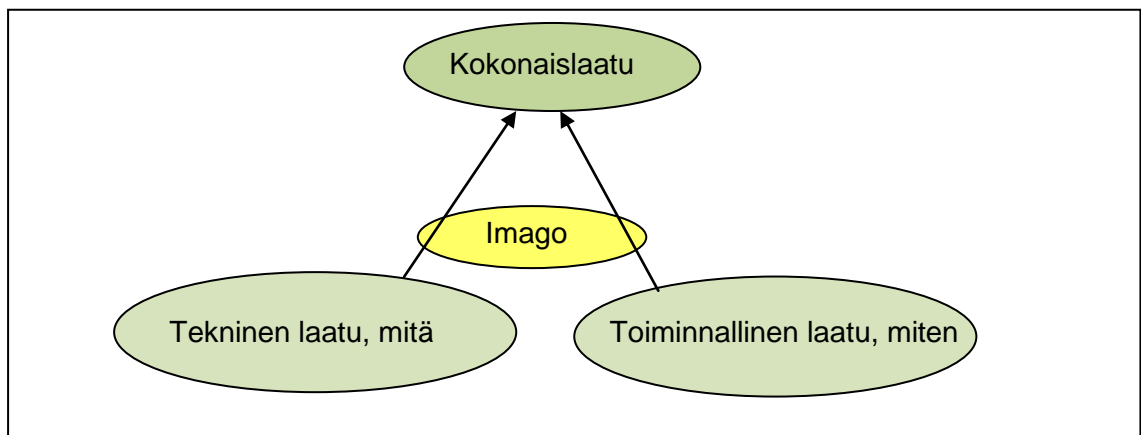 Kokonaislaatu
Imago
Tekninen laatu, mitä
Toiminnallinen laatu, miten